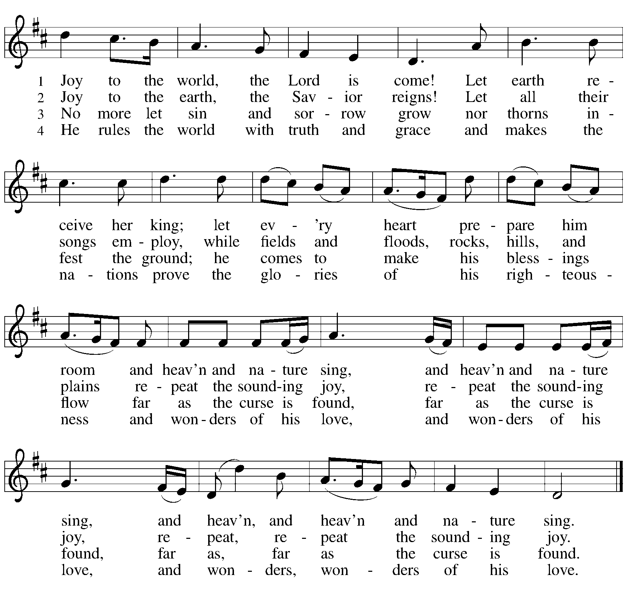 1 Joy to the world, the Lord is come! Let earth re -
2 Joy to the earth, the Sav - ior reigns! Let all their
3 No more let sin and sor - row grow nor thorns in -
4 He rules the world with truth and grace and makes the
ceive her king; let ev - 'ry heart pre - pare him
songs em - ploy, while fields and floods, rocks, hills, and
fest the ground; he comes to make his bless - ings
na - tions prove the glo - ries of his righ - teous -
room and heav'n and na - ture sing, and heav'n and na - ture
plains re - peat the sound-ing joy, re - peat the sound-ing
flow far as the curse is found, far as the curse is
ness and won - ders of his love, and won - ders of his
sing, and heav'n, and heav'n and na - ture sing.
joy, re - peat, re - peat the sound - ing joy.
found, far as, far as the curse is found.
love, and won - ders, won - ders of his love.